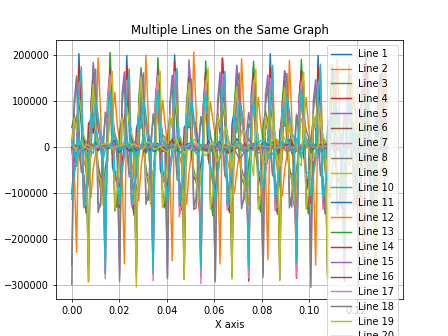 Multiple Lines on the Same Graph
200000
100000
0
−100000
−200000
−300000
0.00
0.02
0.04
0.06
0.08
0.10
X axis
Line 1
Line 2
Line 3
Line 4
Line 5
Line 6
Line 7
Line 8
Line 9
Line 10
Line 11
Line 12
Line 13
Line 14
Line 15
Line 16
Line 17
Line 18
Line 19
Line 20